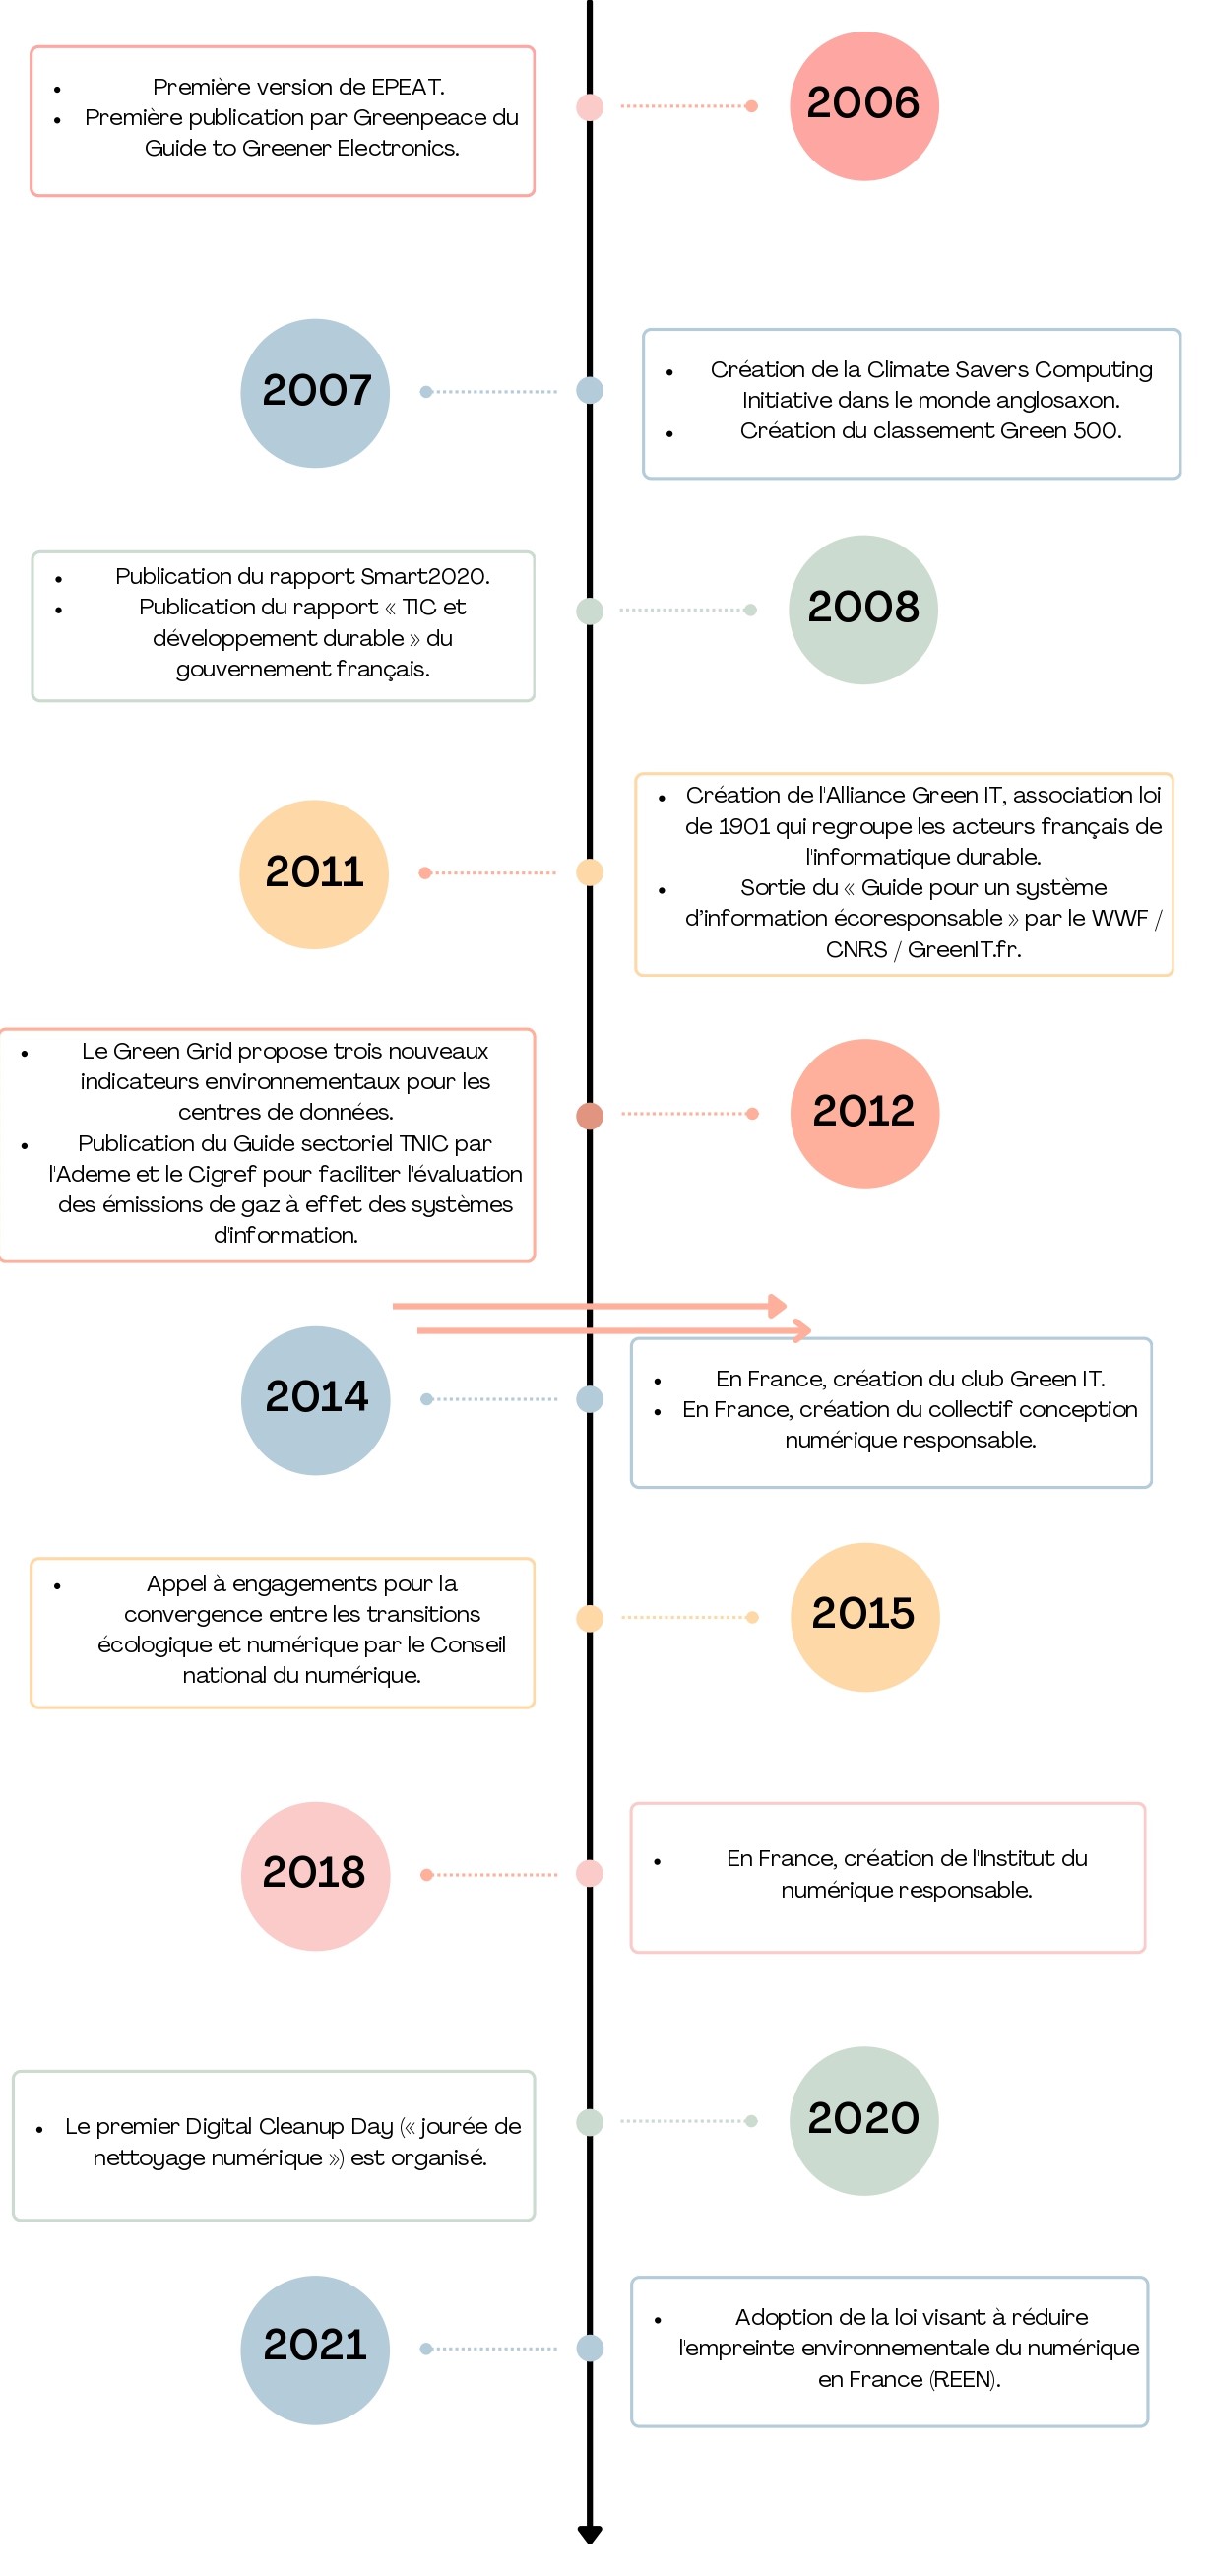 • Première version de EPEAT.
• Première publication par Greenpeace du
Guide to Greener Electronics.
2006
2007
• Création de la Climate Savers Computing
Initiative dans le monde anglosaxon.
• Création du classement Green 500.
• Publication du rapport Smart2020.
• Publication du rapport « TIC et
développement durable » du
gouvernement français.
2008
2011
• Création de l'Alliance Green IT, association loi
de 1901 qui regroupe les acteurs français de
l'informatique durable.
• Sortie du « Guide pour un système
d’information écoresponsable » par le WWF /
CNRS / GreenIT.fr.
• Le Green Grid propose trois nouveaux
indicateurs environnementaux pour les
centres de données.
• Publication du Guide sectoriel TNIC par
l'Ademe et le Cigref pour faciliter l'évaluation
des émissions de gaz à effet des systèmes
d'information.
2012
2014
• En France, création du club Green IT.
• En France, création du collectif conception
numérique responsable.
• Appel à engagements pour la
convergence entre les transitions
écologique et numérique par le Conseil
national du numérique.
2015
2018
• En France, création de l'Institut du
numérique responsable.
• Le premier Digital Cleanup Day (« jourée de
nettoyage numérique ») est organisé.
2020
2021
• Adoption de la loi visant à réduire
l'empreinte environnementale du numérique
en France (REEN).